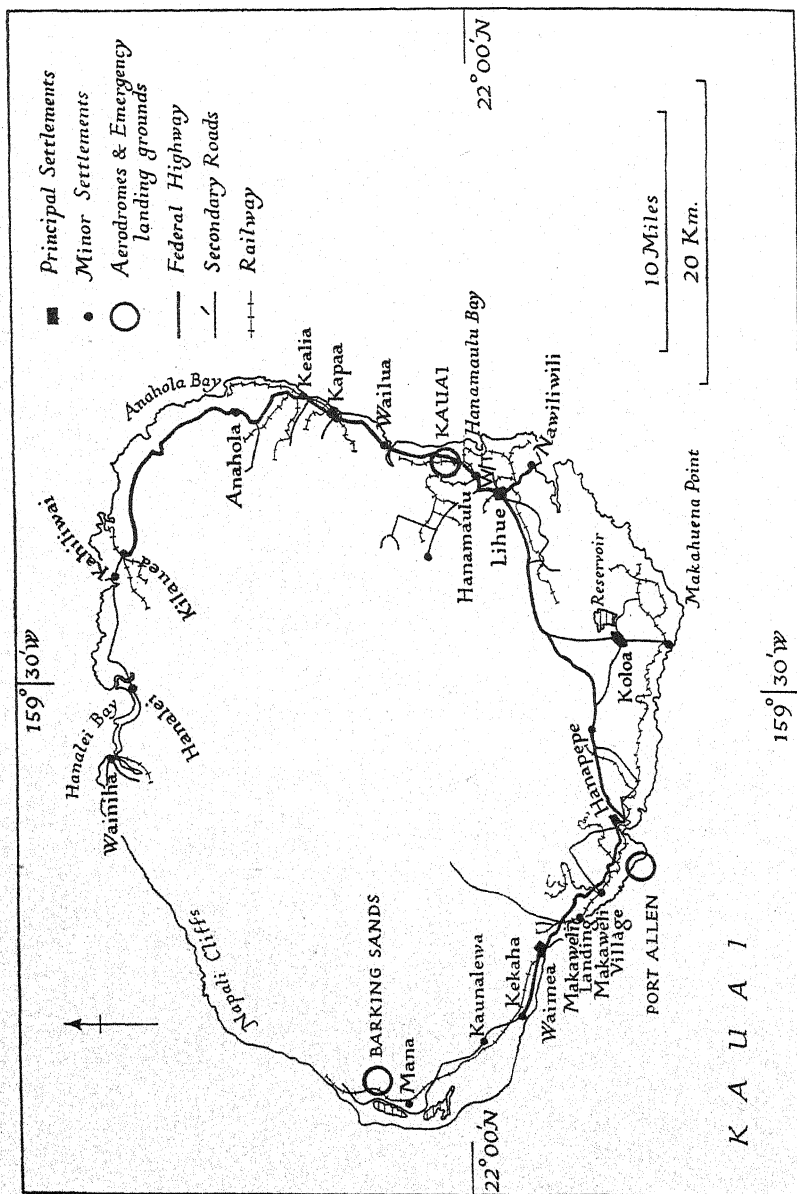 159° 30'W
Principal Settlements
Minor Settlements
Aerodromes & Emergency
landing grounds
Federal Highway
Secondary Roads
Railway
22° 00'N
10 Miles
20 Km.
Hanalei Bay
Wainiha
Hanalei
Kahiliwai
Kilauea
Anahola Bay
Anahola
Kealia
Kapaa
Wailua
KAUAI
Hanamaulu Bay
Hanamaulu
Lihue
Nawiliwili
Napali Cliffs
BARKING SANDS
Mana
Kaunalewa
Kekaha
Waimea
Makaweli
Landing
Makaweli
Village
PORT ALLEN
Hanapepe
Koloa
Reservoir
Makahuena Point
22° 00'N
KAUAI
159° 30'W